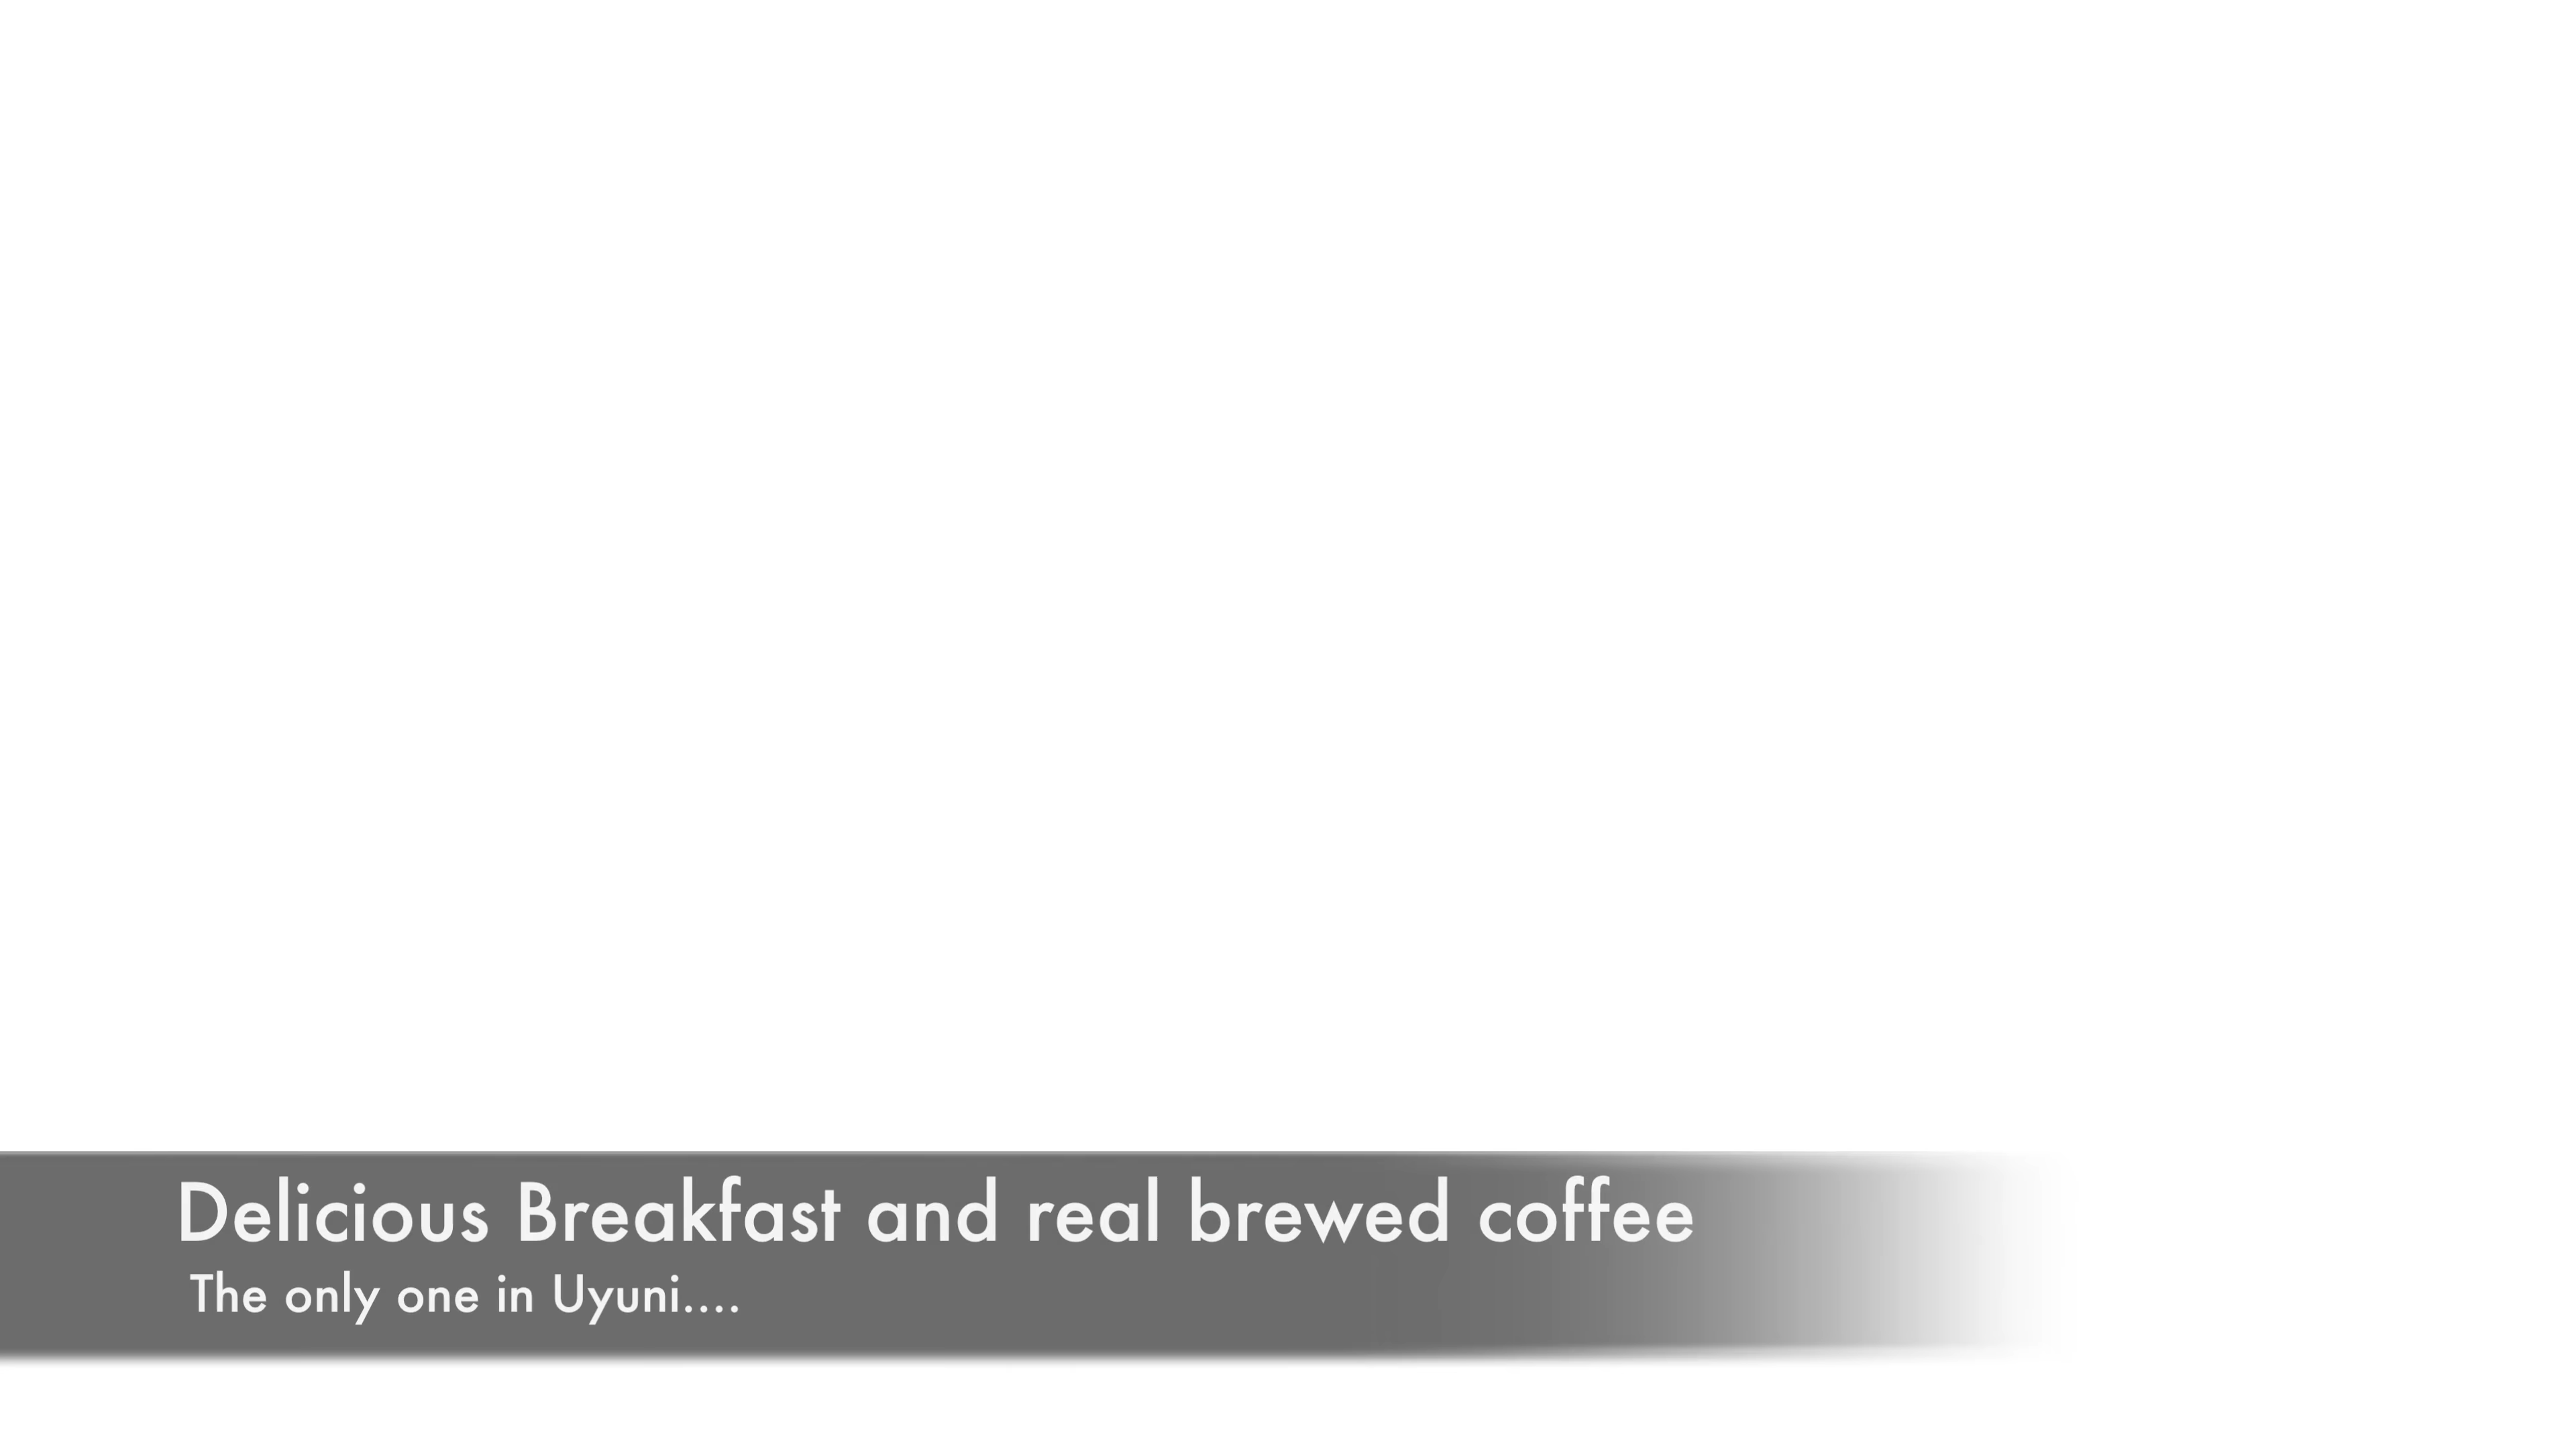 Delicious Breakfast and real brewed coffee
The only one in Uyuni....